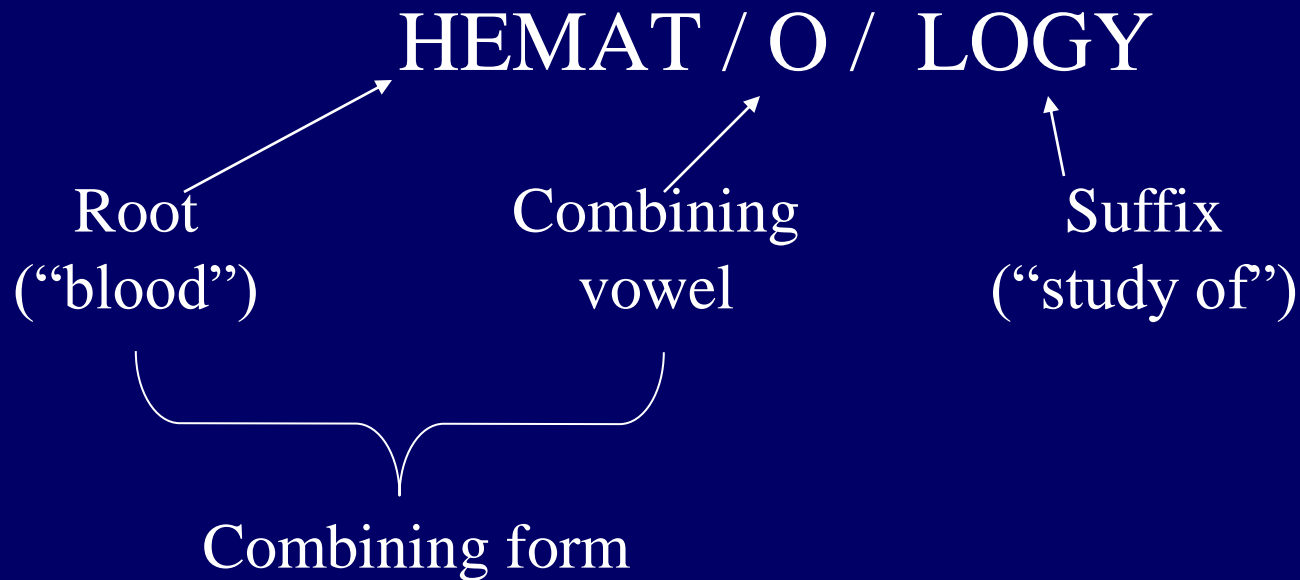 HEMAT / O / LOGY
Root
(“blood”)
Combining
vowel
Suffix
(“study of”)
Combining form